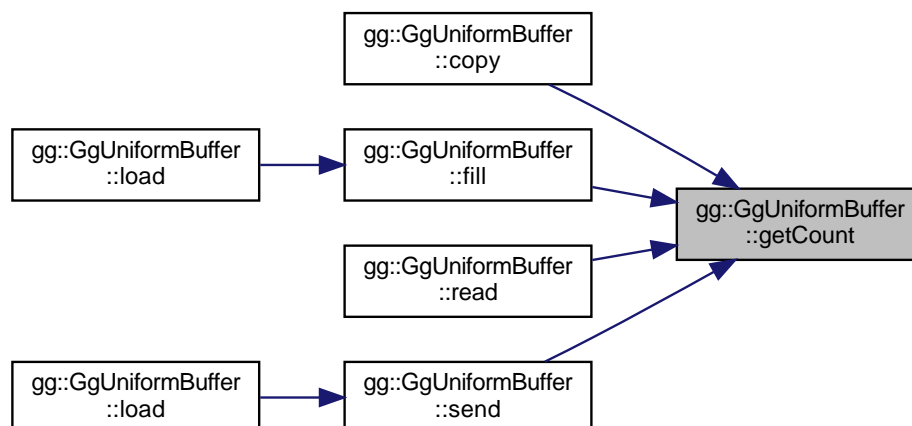 gg::GgUniformBuffer
::copy
gg::GgUniformBuffer
::load
gg::GgUniformBuffer
::fill
gg::GgUniformBuffer
::getCount
gg::GgUniformBuffer
::read
gg::GgUniformBuffer
::load
gg::GgUniformBuffer
::send